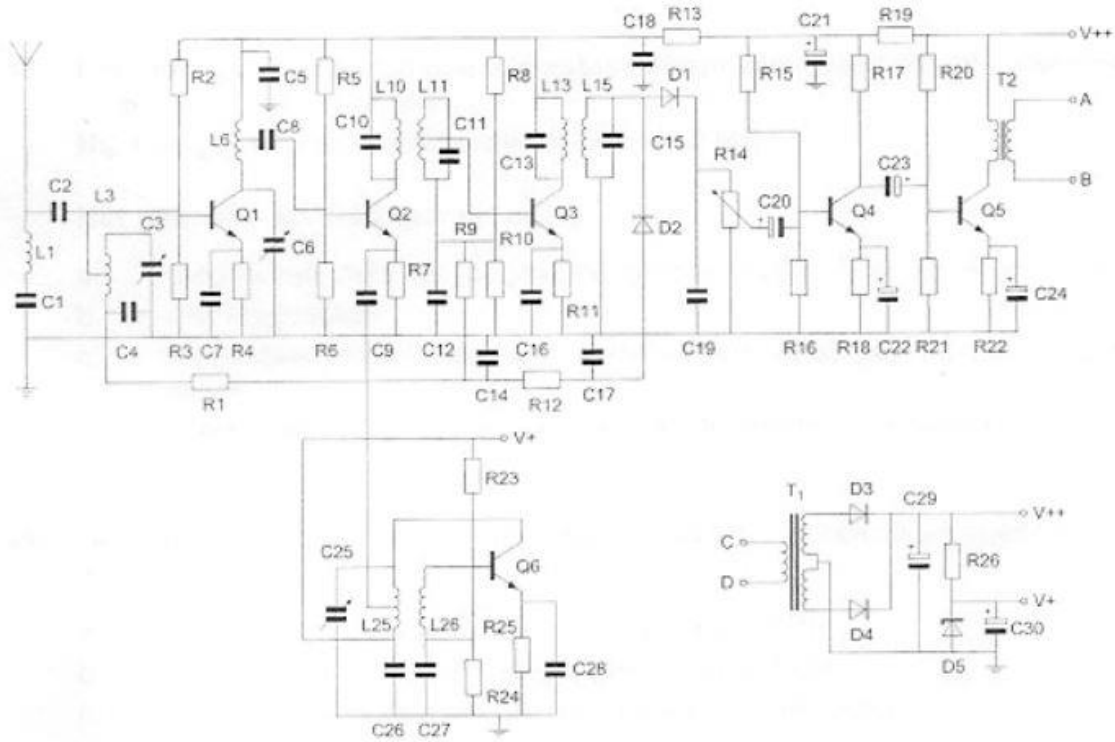 C18 R13 C21 R19 V++
R2 C5 R5 L10 L11 R8 L13 L15 D1 R15 R17 R20 T2
C8 C10 C11 C13 C15 A
L6 R14 C23
C2 L3 Q1 Q2 R9 Q3 D2 C20 Q4 Q5 B
C3 C6 R10
L1 R7 R11
C1 C24
C4 R3 C7 R4 R6 C9 C12 C16 C19 R16 R18 C22 R21 R22
R1 C14 R12 C17
V+
R23 T1 D3 C29 V++
C25 Q6 C R26
D V+
L25 L26 R25 D4 C30
C28 D5
R24
C26 C27